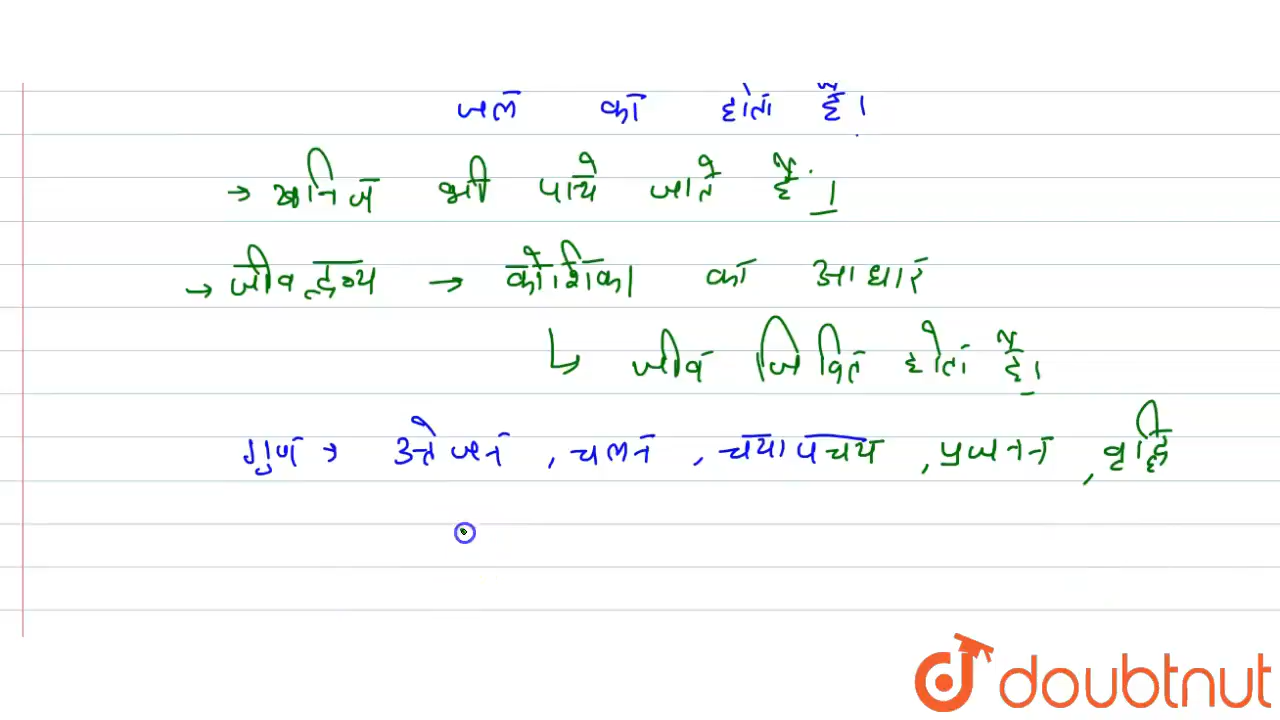 जल का होता है।
→ खनिज भी पाये जाते है।
→ जीवद्रव्य → कोशिका का आधार
↳ जीव जिवित होता है।
गुण → उत्तेजन, चलन, चयापचय, प्रजनन, वृद्धि
doubtnut